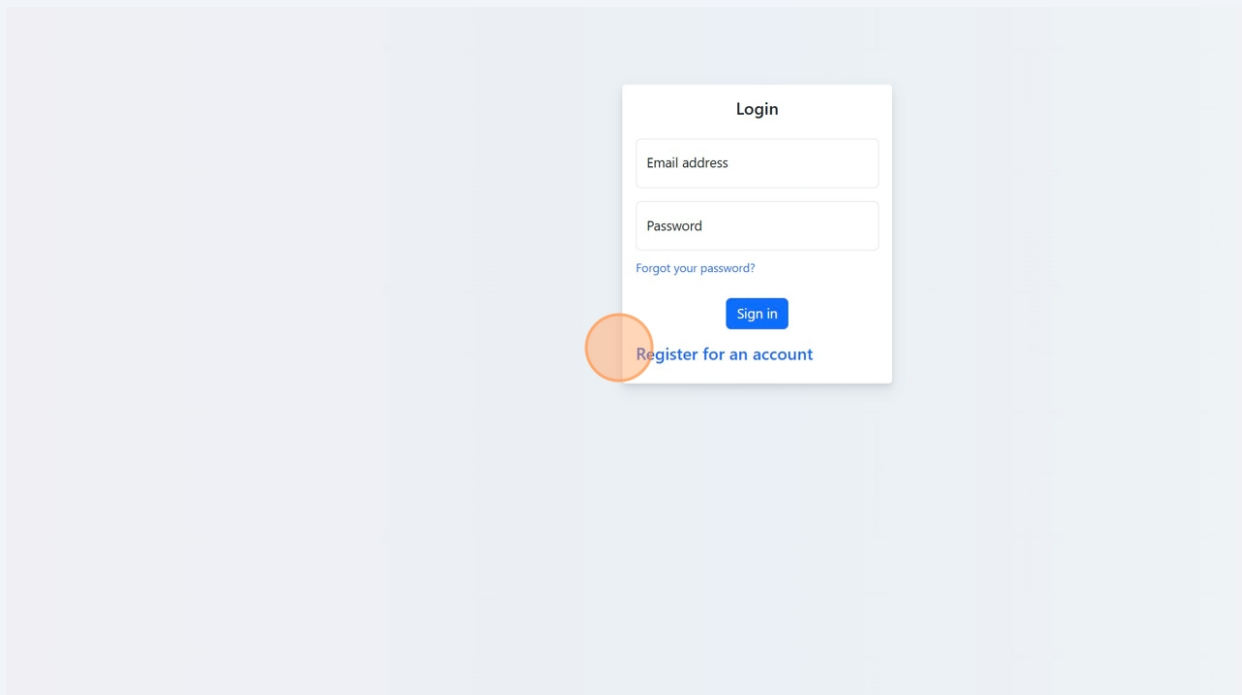 Login
Email address
Password
Forgot your password?
Sign in
Register for an account